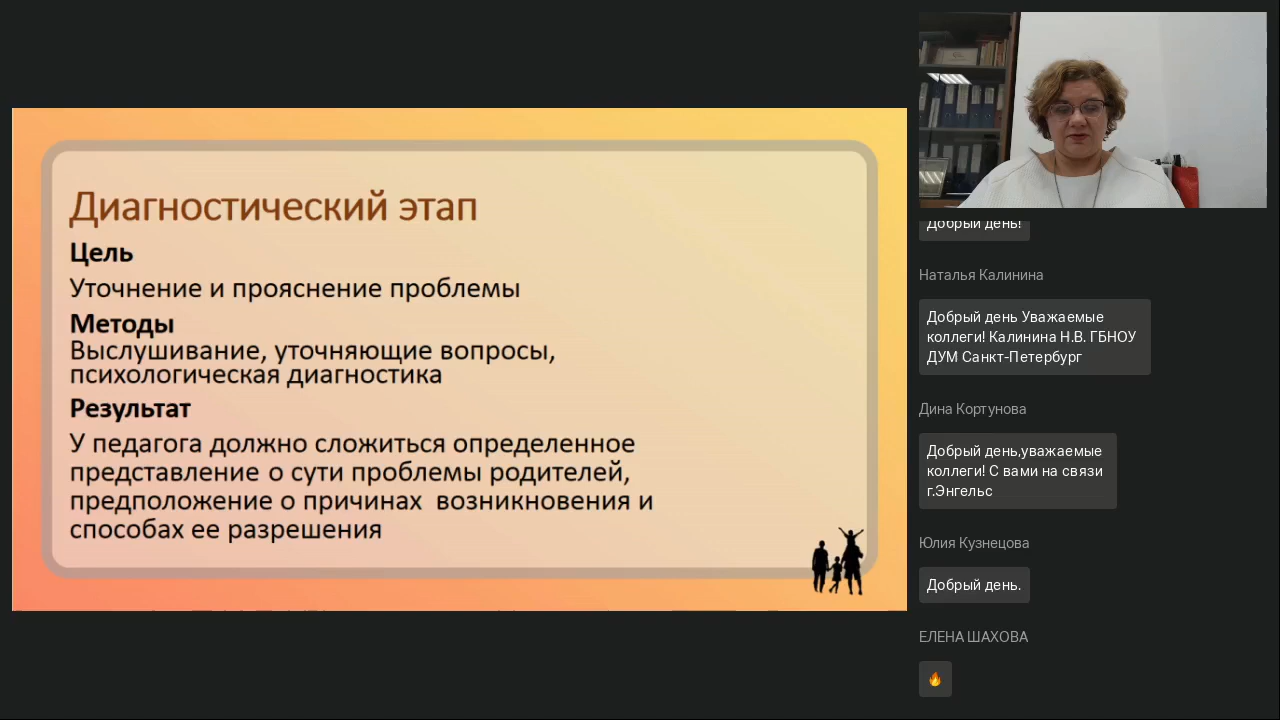 Диагностический этап
Цель
Уточнение и прояснение проблемы
Методы
Выслушивание, уточняющие вопросы,
психологическая диагностика
Результат
У педагога должно сложиться определенное
представление о сути проблемы родителей,
предположение о причинах возникновения и
способах ее разрешения
Добрый день!
Наталья Калинина
Добрый день Уважаемые
коллеги! Калинина Н.В. ГБНОУ
ДУМ Санкт-Петербург
Дина Кортунова
Добрый день,уважаемые
коллеги! С вами на связи
г.Энгельс
Юлия Кузнецова
Добрый день.
ЕЛЕНА ШАХОВА
🔥